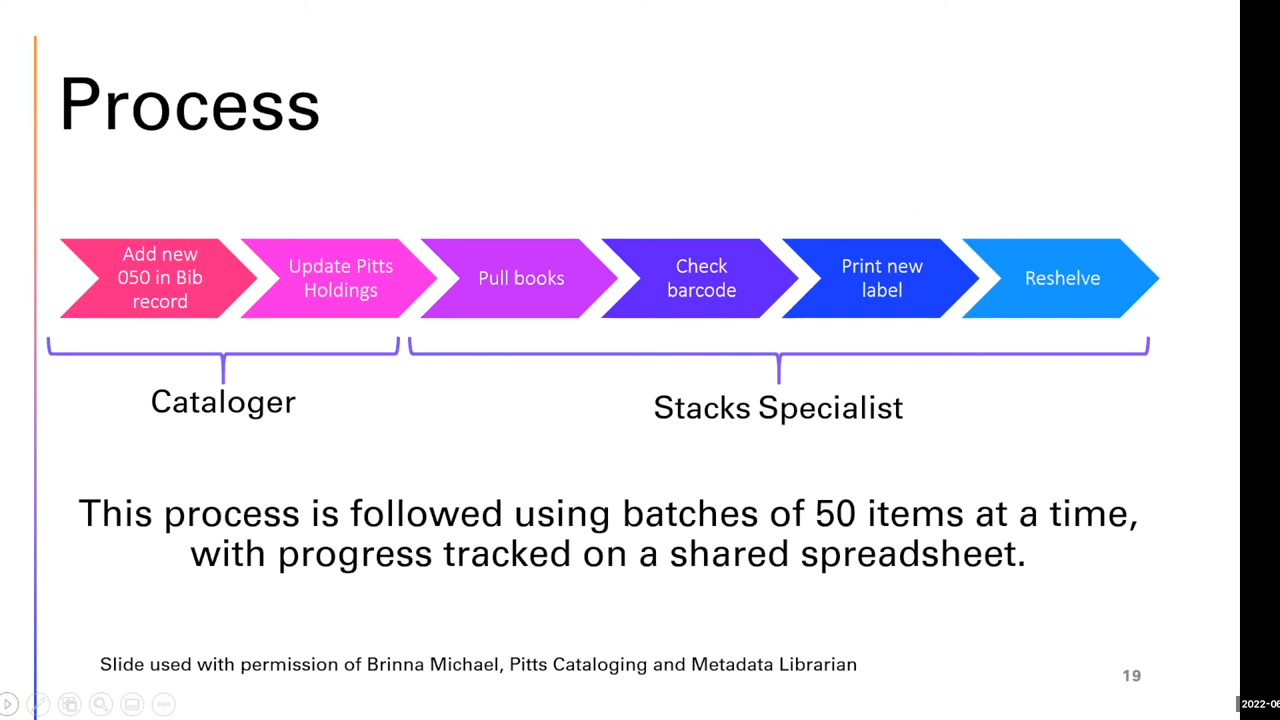 Process
Add new
050 in Bib
record
Update Pitts
Holdings
Pull books
Check
barcode
Print new
label
Reshelve
Cataloger
Stacks Specialist
This process is followed using batches of 50 items at a time,
with progress tracked on a shared spreadsheet.
Slide used with permission of Brinna Michael, Pitts Cataloging and Metadata Librarian
19